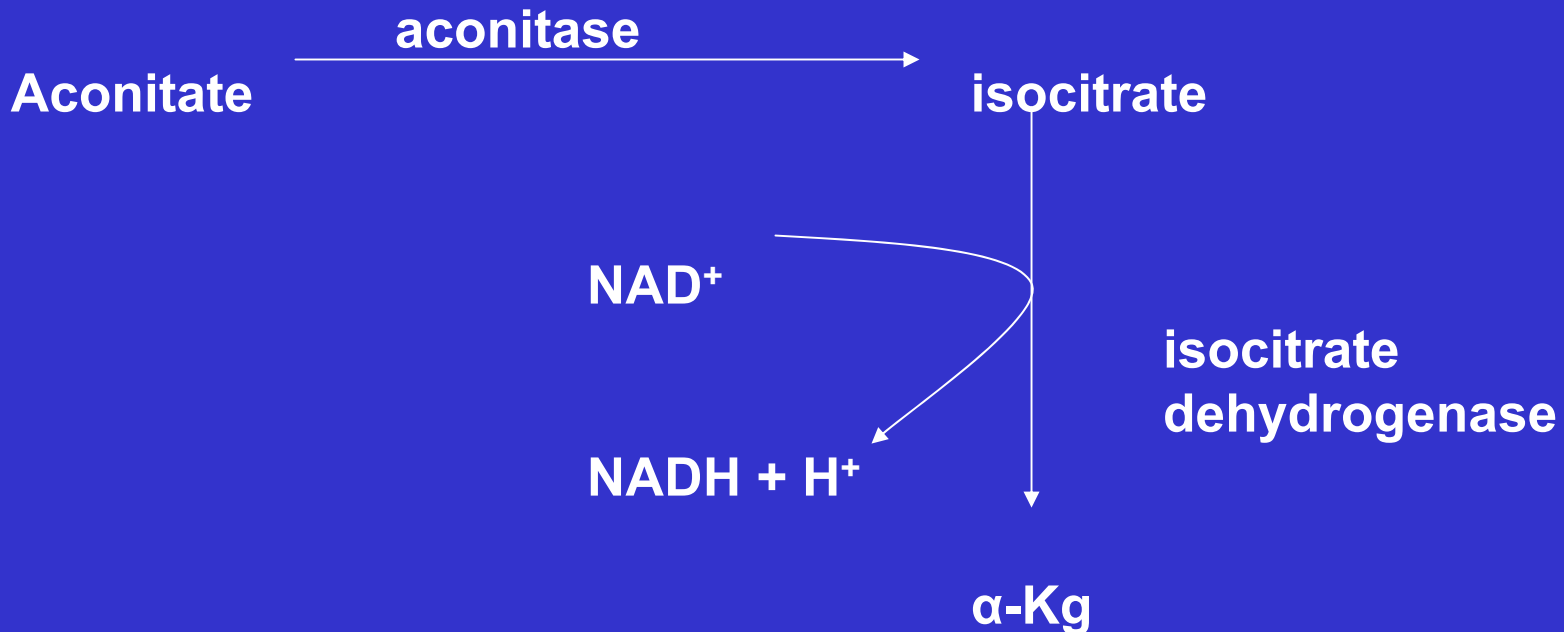 aconitase
Aconitate
isocitrate
NAD⁺
isocitrate
dehydrogenase
NADH + H⁺
α-Kg